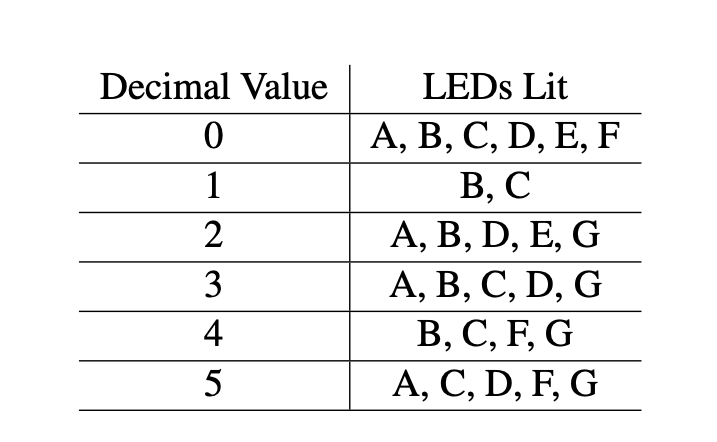 Decimal Value LEDs Lit
0 A, B, C, D, E, F
1 B, C
2 A, B, D, E, G
3 A, B, C, D, G
4 B, C, F, G
5 A, C, D, F, G